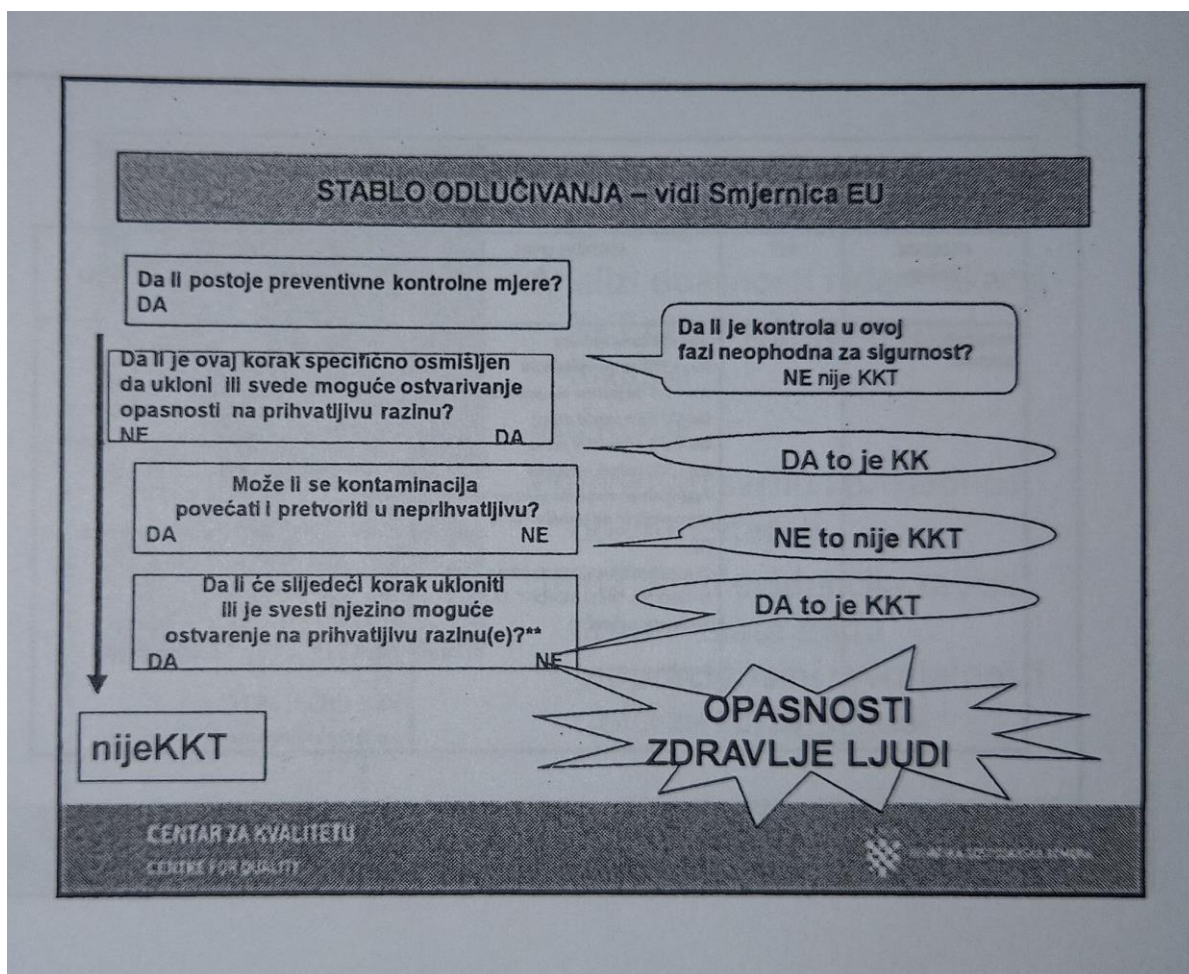 STABLO ODLUČIVANJA – vidi Smjernica EU
Da li postoje preventivne kontrolne mjere?
DA
Da li je kontrola u ovoj
fazi neophodna za sigurnost?
NE nije KKT
Da li je ovaj korak specifično osmišljen
da ukloni ili svede moguće ostvarivanje
opasnosti na prihvatljivu razinu?
NE DA
DA to je KK
Može li se kontaminacija
povećati i pretvoriti u neprihvatljivu?
DA NE
NE to nije KKT
Da li će slijedeći korak ukloniti
ili je svesti njezino moguće
ostvarenje na prihvatljivu razinu(e)?**
DA NE
DA to je KKT
OPASNOSTI
ZDRAVLJE LJUDI
nijeKKT
CENTAR ZA KVALITETU
CENTRE FOR QUALITY